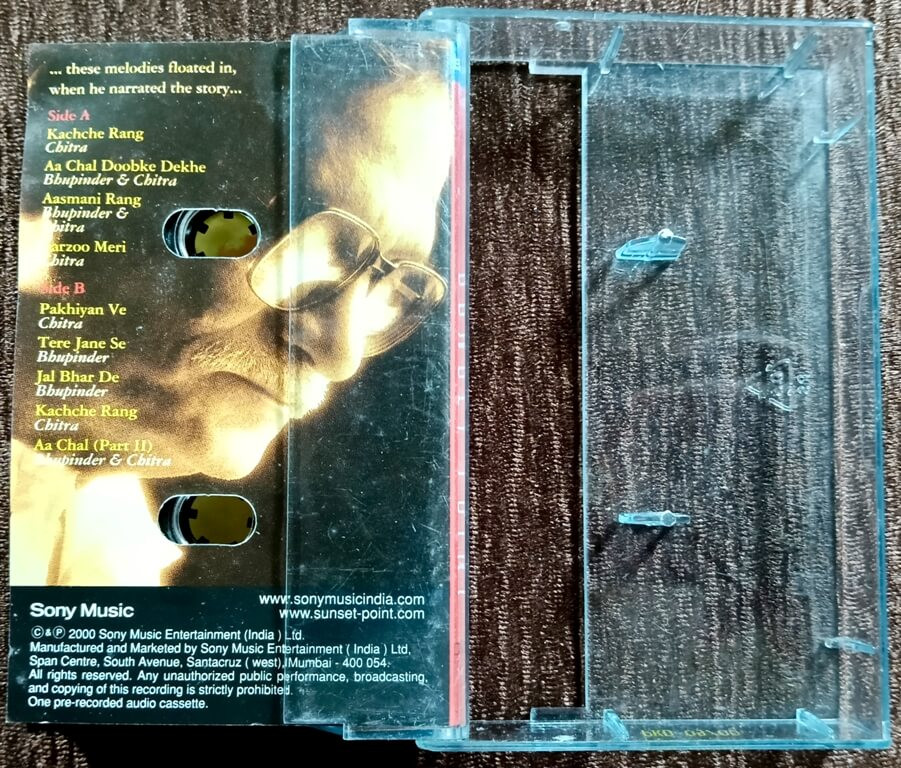 ... these melodies floated in,
when he narrated the story...
Side A
Kachche Rang
Chitra
Aa Chal Doobke Dekhe
Bhupinder & Chitra
Aasmani Rang
Bhupinder &
Chitra
Aarzoo Meri
Chitra
Side B
Pakhiyan Ve
Chitra
Tere Jane Se
Bhupinder
Jal Bhar De
Bhupinder
Kachche Rang
Chitra
Aa Chal (Part II)
Bhupinder & Chitra
Sony Music
www.sonymusicindia.com
www.sunset-point.com
©&℗ 2000 Sony Music Entertainment (India ) Ltd.
Manufactured and Marketed by Sony Music Entertainment ( India ) Ltd,
Span Centre, South Avenue, Santacruz ( west), Mumbai - 400 054.
All rights reserved. Any unauthorized public performance, broadcasting,
and copying of this recording is strictly prohibited.
One pre-recorded audio cassette.